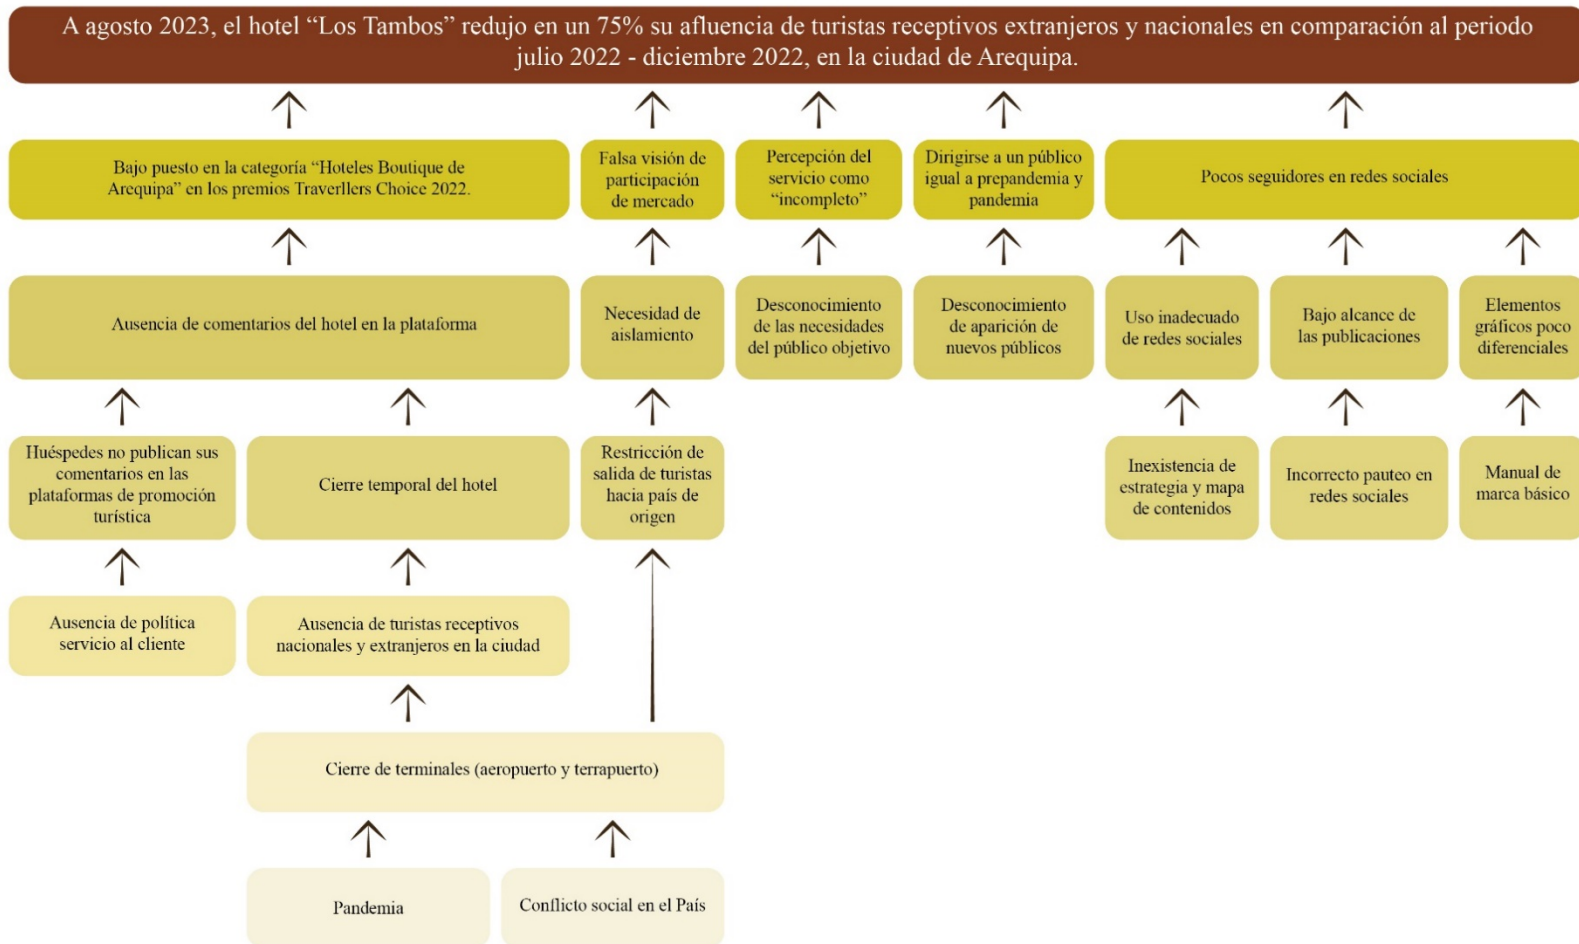 A agosto 2023, el hotel “Los Tambos” redujo en un 75% su afluencia de turistas receptivos extranjeros y nacionales en comparación al periodo
julio 2022 - diciembre 2022, en la ciudad de Arequipa.
Bajo puesto en la categoría “Hoteles Boutique de
Arequipa” en los premios Traverllers Choice 2022.
Falsa visión de
participación
de mercado
Percepción del
servicio como
“incompleto”
Dirigirse a un público
igual a prepandemia y
pandemia
Pocos seguidores en redes sociales
Ausencia de comentarios del hotel en la plataforma
Necesidad de
aislamiento
Desconocimiento
de las necesidades
del público objetivo
Desconocimiento
de aparición de
nuevos públicos
Uso inadecuado
de redes sociales
Bajo alcance de
las publicaciones
Elementos
gráficos poco
diferenciales
Huéspedes no publican sus
comentarios en las
plataformas de promoción
turística
Cierre temporal del hotel
Restricción de
salida de turistas
hacia país de
origen
Inexistencia de
estrategia y mapa
de contenidos
Incorrecto pauteo en
redes sociales
Manual de
marca básico
Ausencia de política
servicio al cliente
Ausencia de turistas receptivos
nacionales y extranjeros en la ciudad
Cierre de terminales (aeropuerto y terrapuerto)
Pandemia
Conflicto social en el País